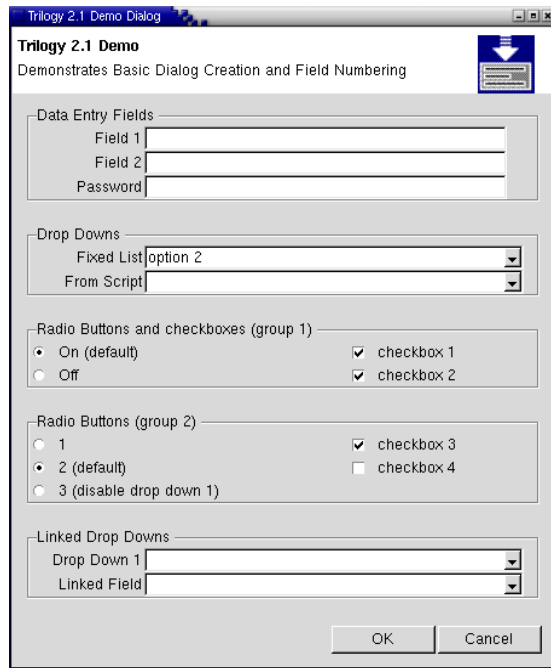 Trilogy 2.1 Demo Dialog
Trilogy 2.1 Demo
Demonstrates Basic Dialog Creation and Field Numbering
Data Entry Fields
Field 1
Field 2
Password
Drop Downs
Fixed List option 2
From Script
Radio Buttons and checkboxes (group 1)
On (default) checkbox 1
Off checkbox 2
Radio Buttons (group 2)
1 checkbox 3
2 (default) checkbox 4
3 (disable drop down 1)
Linked Drop Downs
Drop Down 1
Linked Field
OK Cancel